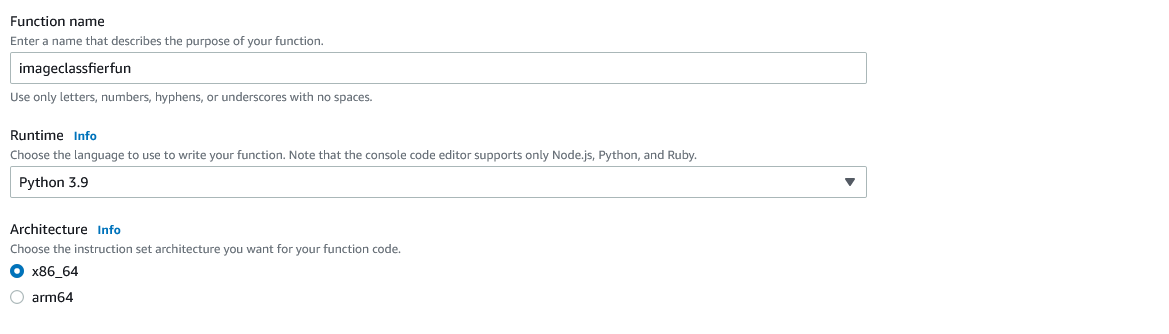 Function name
Enter a name that describes the purpose of your function.
imageclassfierfun
Use only letters, numbers, hyphens, or underscores with no spaces.
Runtime Info
Choose the language to use to write your function. Note that the console code editor supports only Node.js, Python, and Ruby.
Python 3.9
Architecture Info
Choose the instruction set architecture you want for your function code.
x86_64
arm64